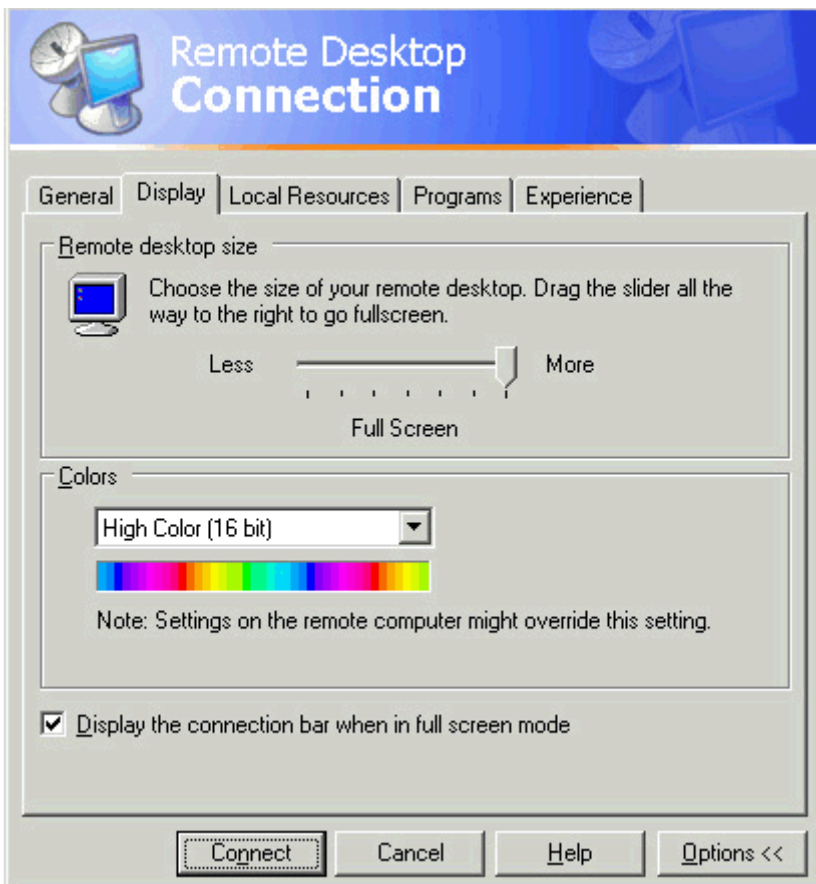 Remote Desktop
Connection
General Display Local Resources Programs Experience
Remote desktop size
Choose the size of your remote desktop. Drag the slider all the
way to the right to go fullscreen.
Less More
Full Screen
Colors
High Color (16 bit)
Note: Settings on the remote computer might override this setting.
Display the connection bar when in full screen mode
Connect Cancel Help Options <<